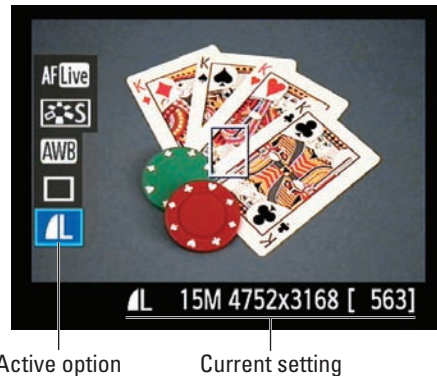 AF Live
S
AWB
L
L 15M 4752x3168 [ 563]
K K K K
K
Active option Current setting